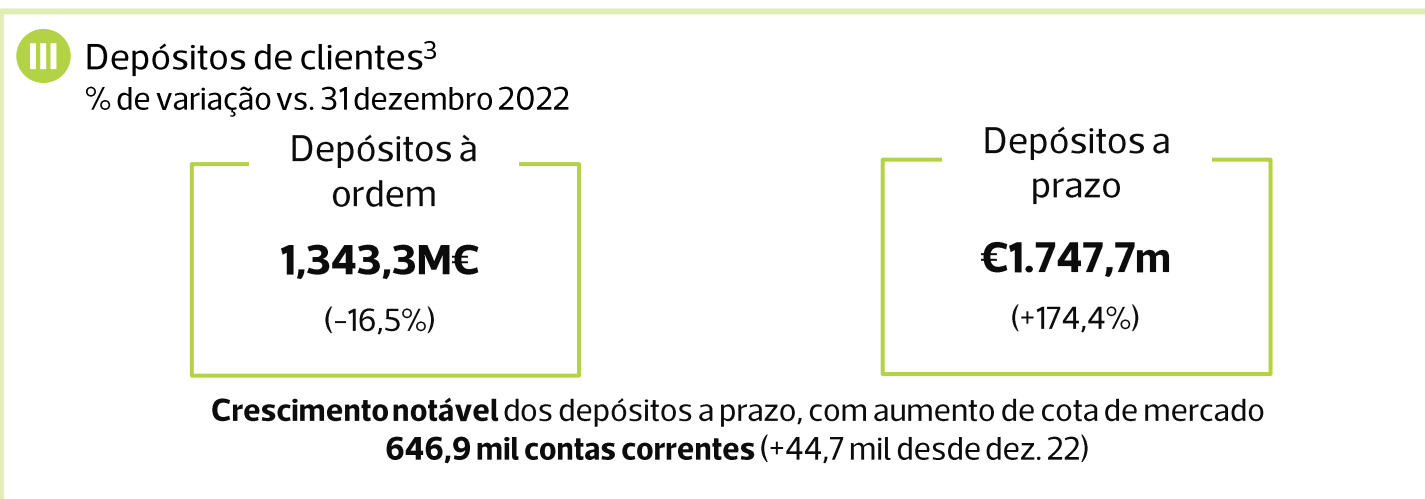 III Depósitos de clientes³
% de variação vs. 31 dezembro 2022
Depósitos à
ordem
1,343,3M€
(-16,5%)
Depósitos a
prazo
€1.747,7m
(+174,4%)
Crescimento notável dos depósitos a prazo, com aumento de cota de mercado
646,9 mil contas correntes (+44,7 mil desde dez. 22)